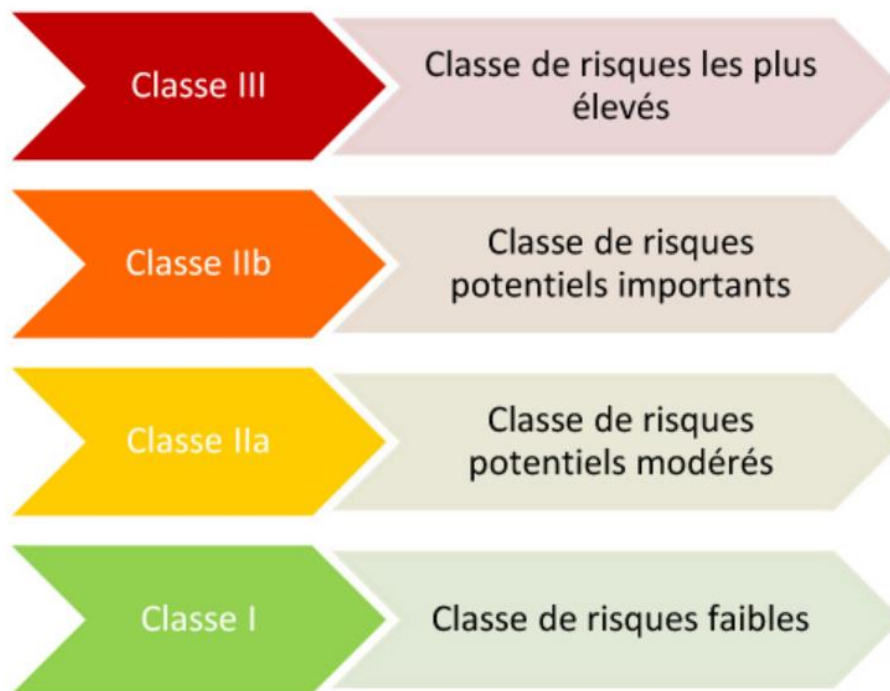 Classe III
Classe de risques les plus
élevés
Classe IIb
Classe de risques
potentiels importants
Classe IIa
Classe de risques
potentiels modérés
Classe I
Classe de risques faibles